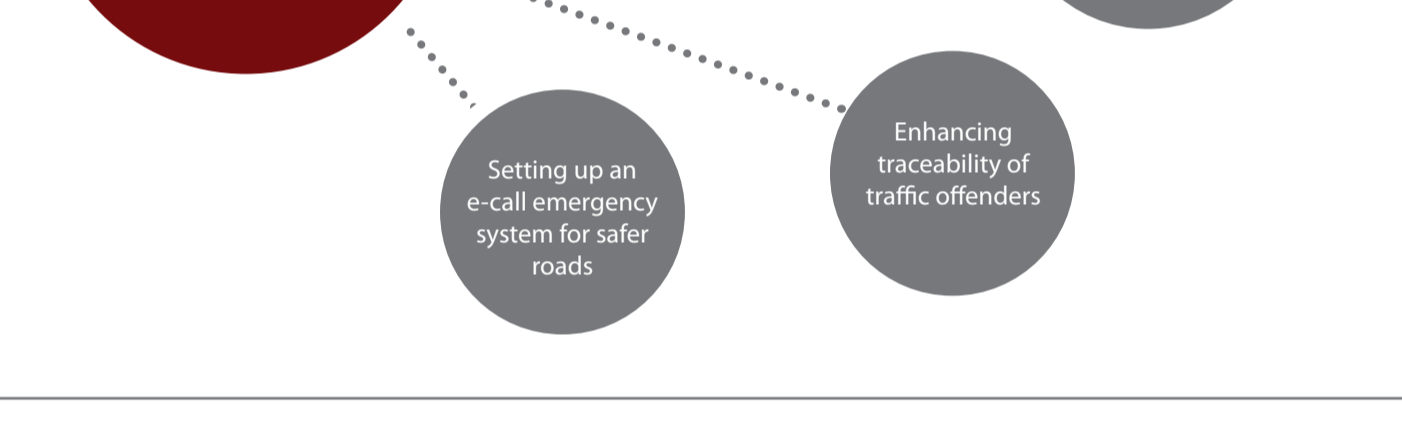 Setting up an
e-call emergency
system for safer
roads
Enhancing
traceability of
traffic offenders